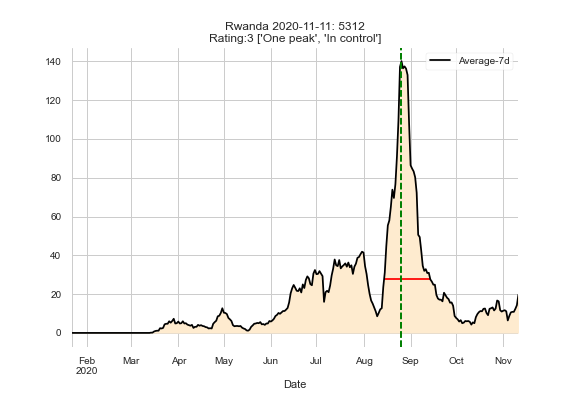 Rwanda 2020-11-11: 5312
Rating:3 ['One peak', 'In control']
Average-7d
140
120
100
80
60
40
20
0
Feb Mar Apr May Jun Jul Aug Sep Oct Nov
2020
Date